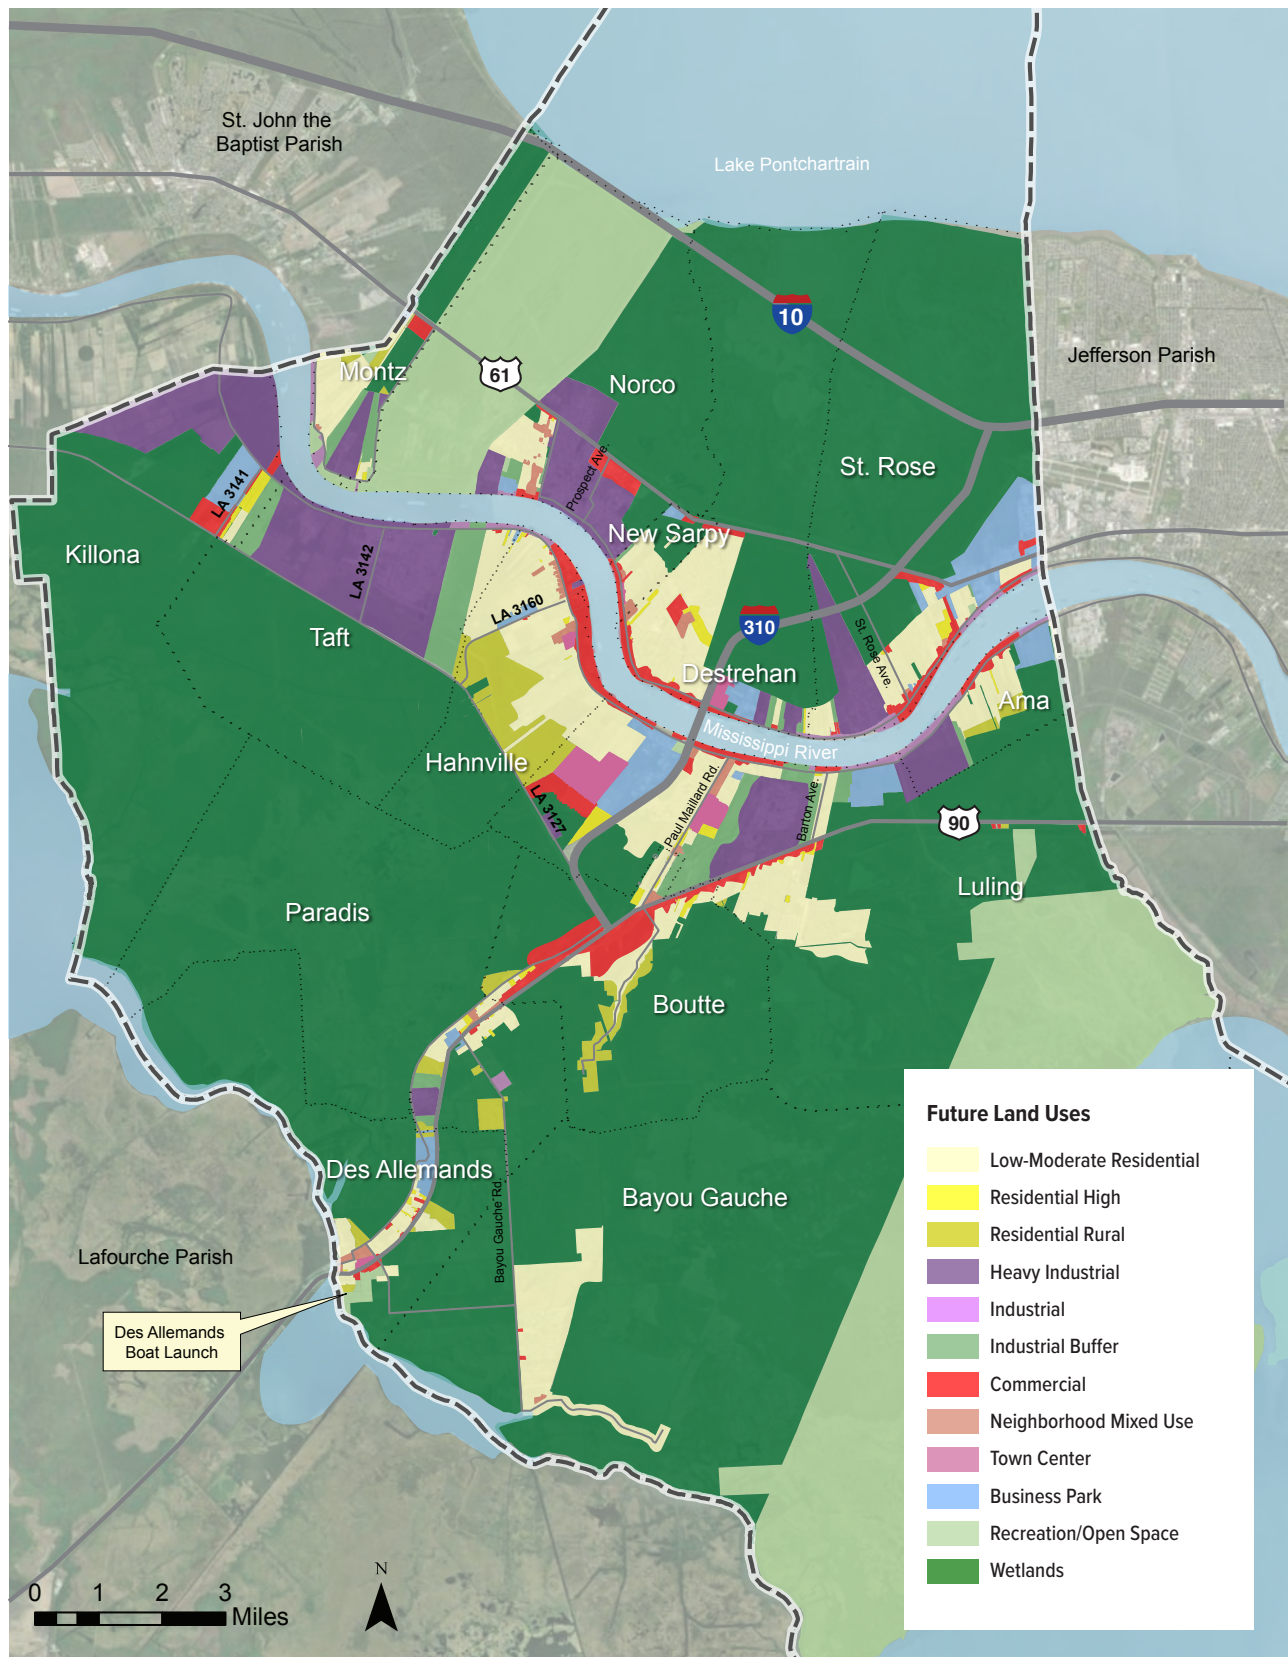 St. John the
Baptist Parish
Lake Pontchartrain
10
Jefferson Parish
Montz
61
Norco
St. Rose
LA 3141
Prospect Ave.
New Sarpy
Killona
LA 3142
LA 3160
Taft
310
St. Rose Ave.
Destrehan
Ama
Mississippi River
Hahnville
LA 3127
Paul Maillard Rd.
Barton Ave.
90
Luling
Paradis
Boutte
Des Allemands
Bayou Gauche Rd.
Bayou Gauche
Lafourche Parish
Des Allemands
Boat Launch
Future Land Uses
Low-Moderate Residential
Residential High
Residential Rural
Heavy Industrial
Industrial
Industrial Buffer
Commercial
Neighborhood Mixed Use
Town Center
Business Park
Recreation/Open Space
Wetlands
N
0 1 2 3
Miles